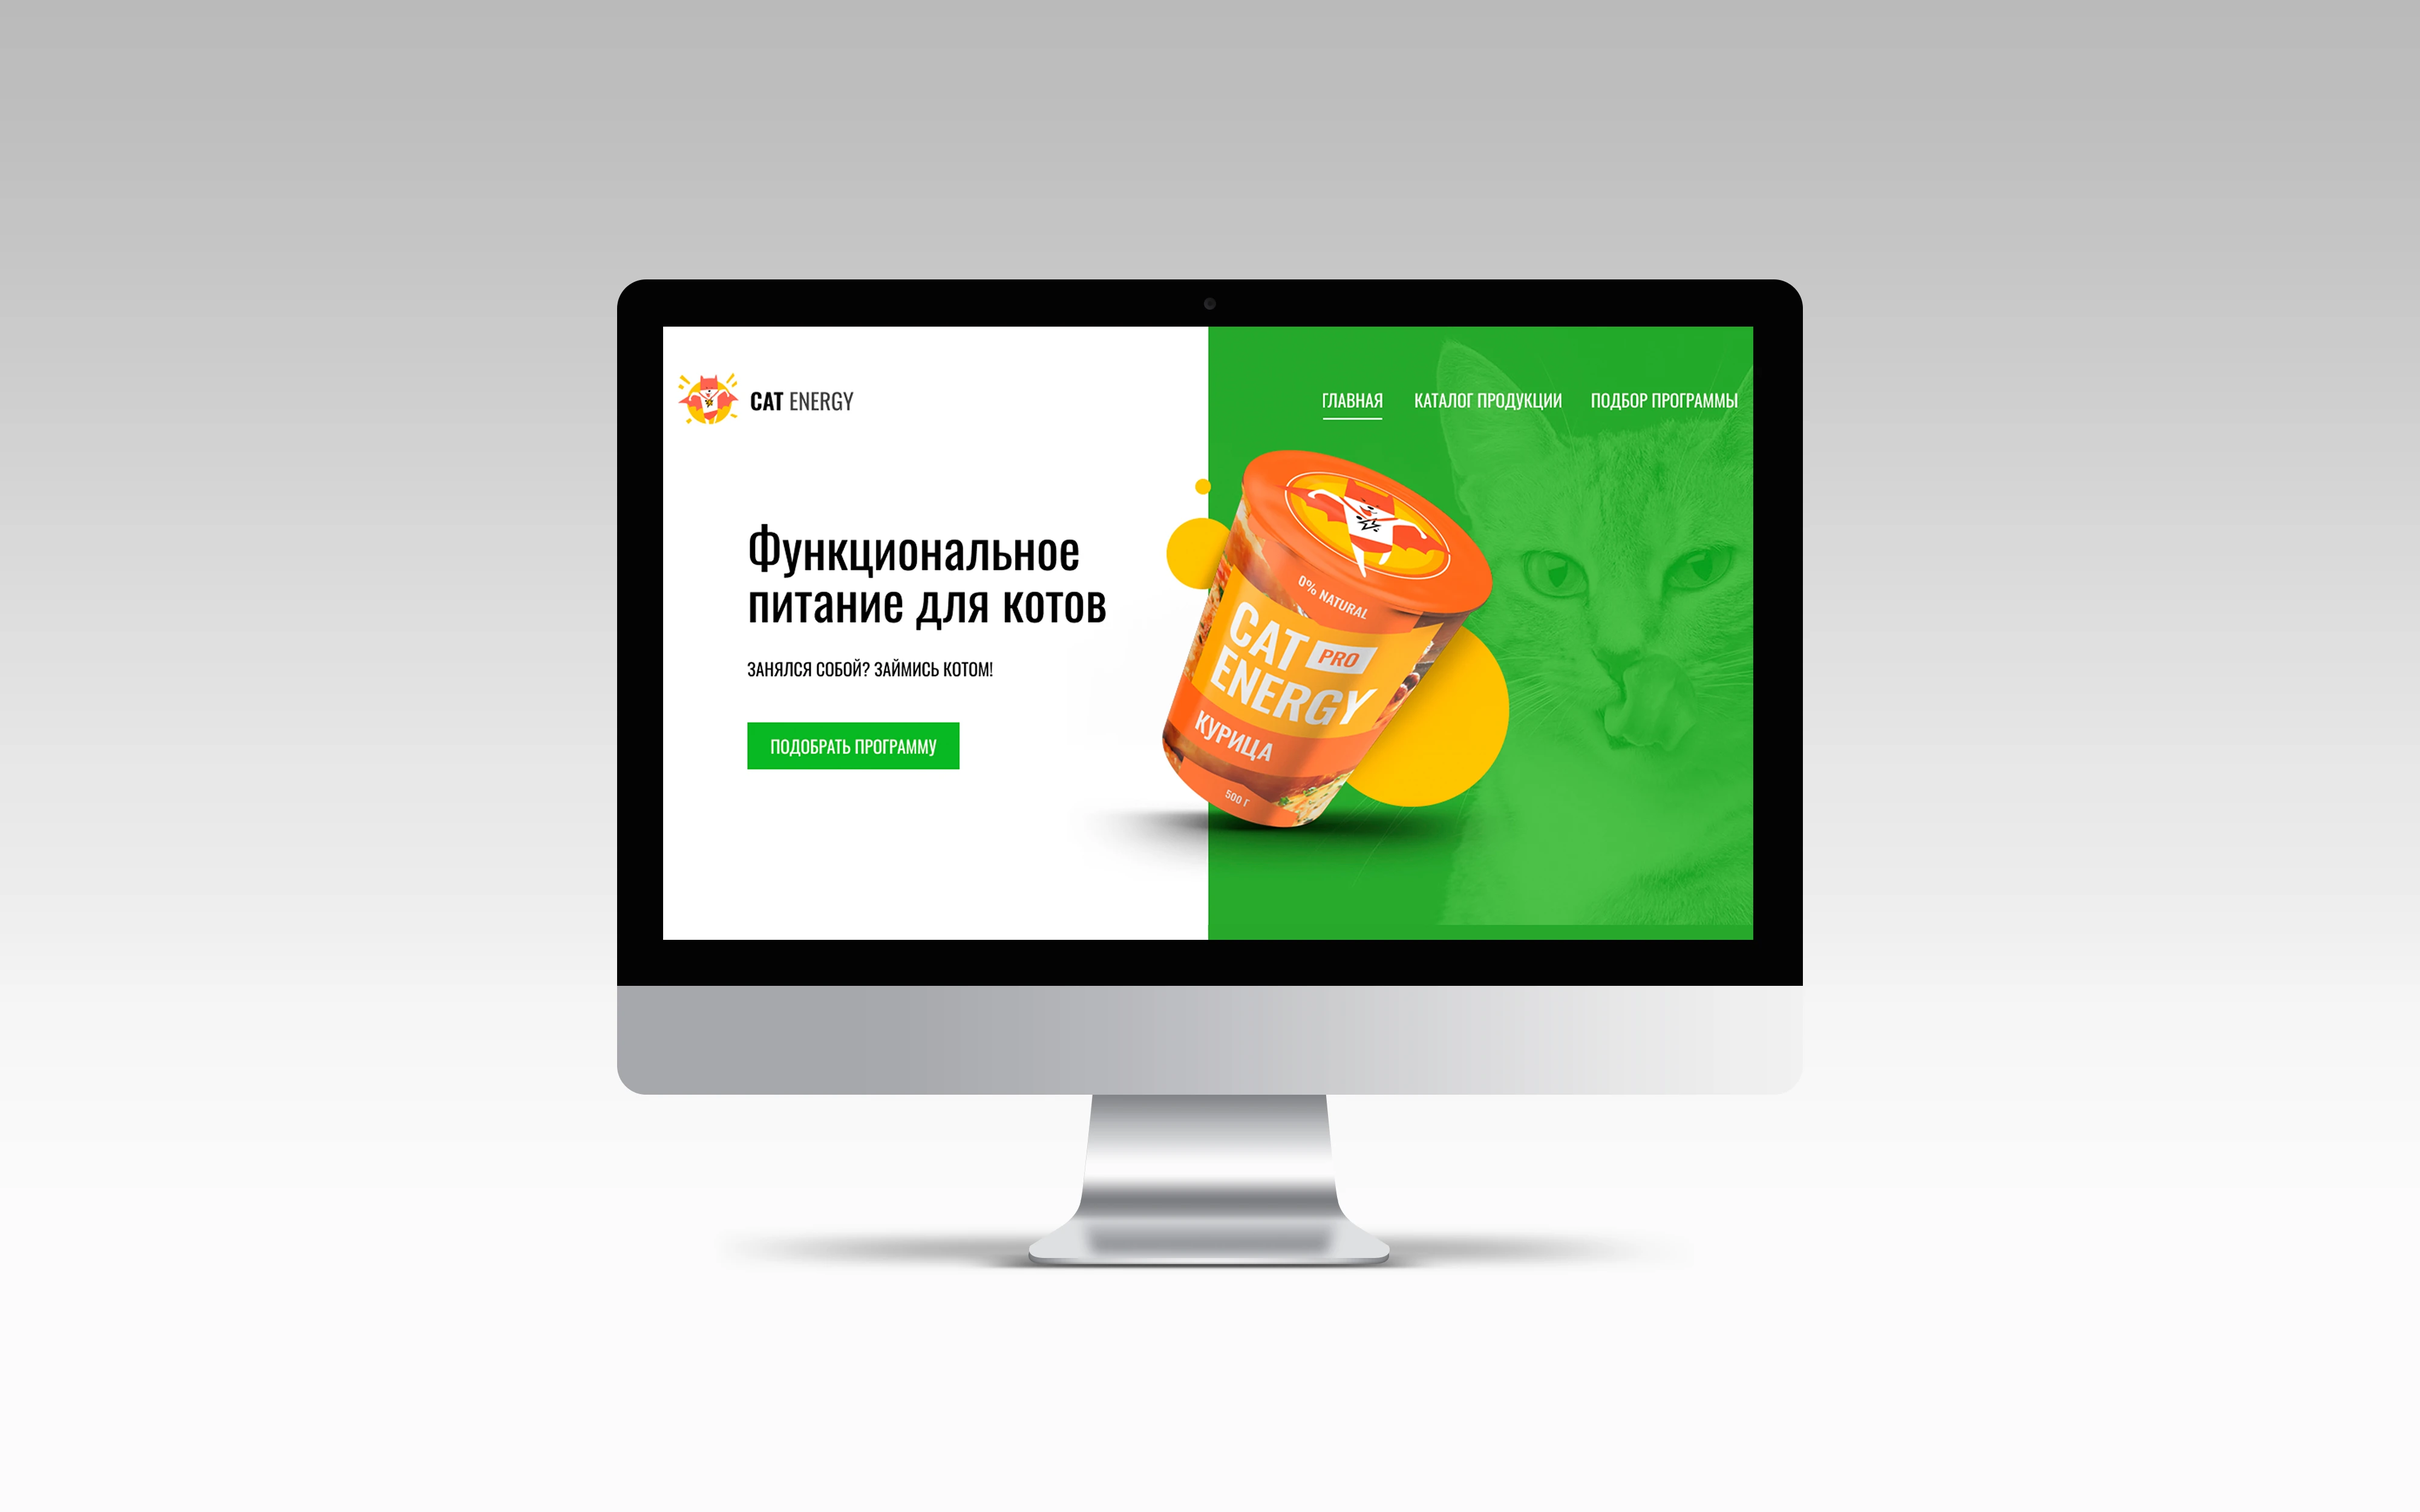 CAT ENERGY
ГЛАВНАЯ КАТАЛОГ ПРОДУКЦИИ ПОДБОР ПРОГРАММЫ
Функциональное
питание для котов
ЗАНЯЛСЯ СОБОЙ? ЗАЙМИСЬ КОТОМ!
ПОДОБРАТЬ ПРОГРАММУ
0% NATURAL
CAT PRO
ENERGY
КУРИЦА
500 Г